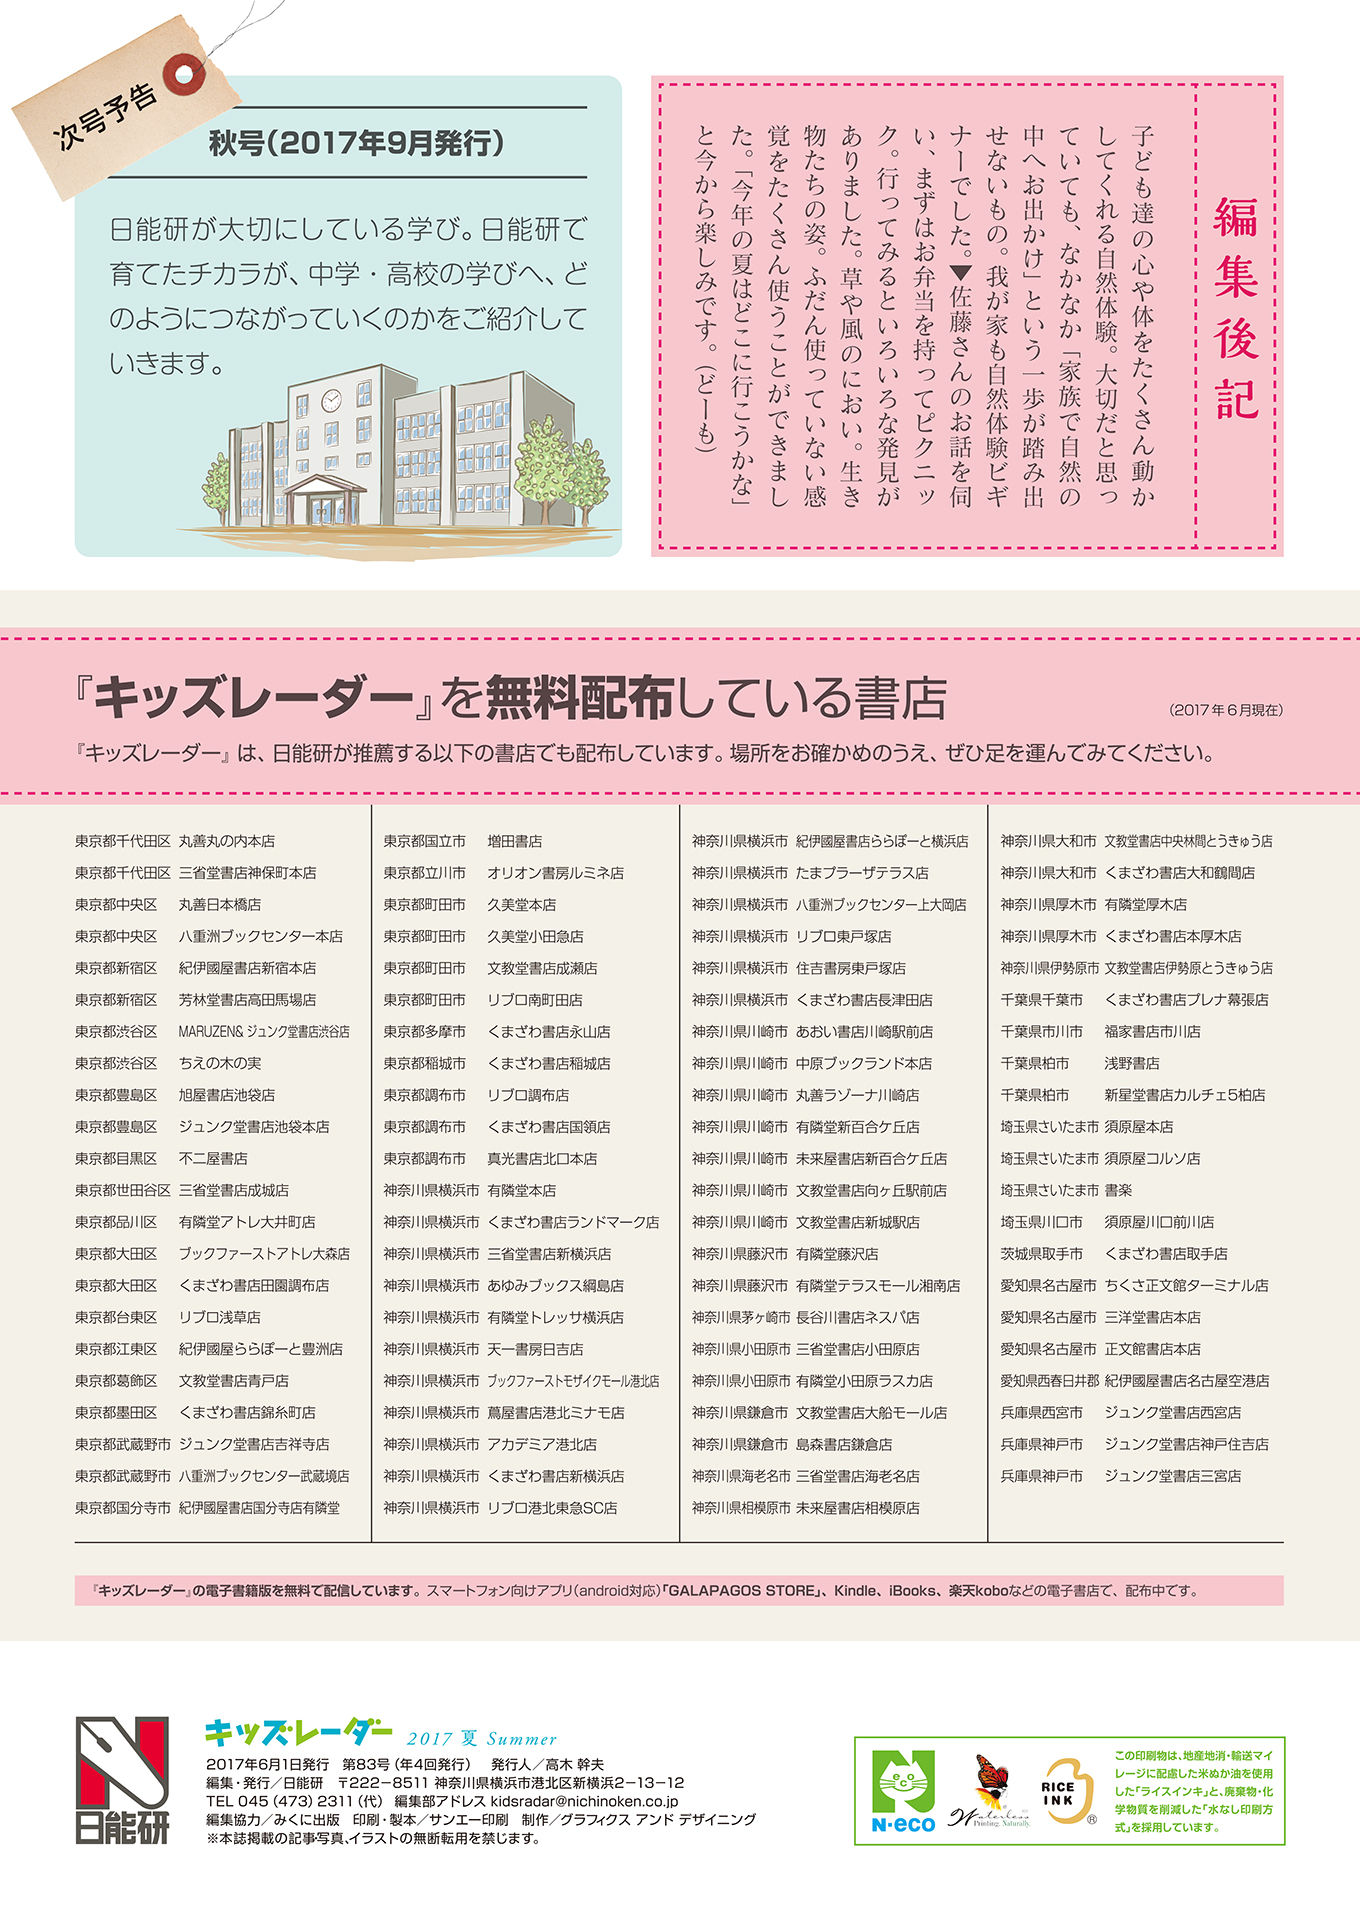 次号予告
秋号（2017年9月発行）
日能研が大切にしている学び。日能研で
育てたチカラが、中学・高校の学びへ、ど
のようにつながっていくのかをご紹介して
いきます。
編集後記
子ども達の心や体をたくさん動か
してくれる自然体験。大切だと思っ
ていても、なかなか「家族で自然の
中へお出かけ」という一歩が踏み出
せないもの。我が家も自然体験ビギ
ナーでした。▼佐藤さんのお話を伺
い、まずはお弁当を持ってピクニッ
ク。行ってみるといろいろな発見が
ありました。草や風のにおい。生き
物たちの姿。ふだん使っていない感
覚をたくさん使うことができまし
た。「今年の夏はどこに行こうかな」
と今から楽しみです。（どーも）
『キッズレーダー』を無料配布している書店
（2017年6月現在）
『キッズレーダー』は、日能研が推薦する以下の書店でも配布しています。場所をお確かめのうえ、ぜひ足を運んでみてください。
東京都千代田区 丸善丸の内本店
東京都千代田区 三省堂書店神保町本店
東京都中央区 丸善日本橋店
東京都中央区 八重洲ブックセンター本店
東京都新宿区 紀伊國屋書店新宿本店
東京都新宿区 芳林堂書店高田馬場店
東京都渋谷区 MARUZEN& ジュンク堂書店渋谷店
東京都渋谷区 ちえの木の実
東京都豊島区 旭屋書店池袋店
東京都豊島区 ジュンク堂書店池袋本店
東京都目黒区 不二屋書店
東京都世田谷区 三省堂書店成城店
東京都品川区 有隣堂アトレ大井町店
東京都大田区 ブックファーストアトレ大森店
東京都大田区 くまざわ書店田園調布店
東京都台東区 リブロ浅草店
東京都江東区 紀伊國屋ららぽーと豊洲店
東京都葛飾区 文教堂書店青戸店
東京都墨田区 くまざわ書店錦糸町店
東京都武蔵野市 ジュンク堂書店吉祥寺店
東京都武蔵野市 八重洲ブックセンター武蔵境店
東京都国分寺市 紀伊國屋書店国分寺店有隣堂
東京都国立市 増田書店
東京都立川市 オリオン書房ルミネ店
東京都町田市 久美堂本店
東京都町田市 久美堂小田急店
東京都町田市 文教堂書店成瀬店
東京都町田市 リブロ南町田店
東京都多摩市 くまざわ書店永山店
東京都稲城市 くまざわ書店稲城店
東京都調布市 リブロ調布店
東京都調布市 くまざわ書店国領店
東京都調布市 真光書店北口本店
神奈川県横浜市 有隣堂本店
神奈川県横浜市 くまざわ書店ランドマーク店
神奈川県横浜市 三省堂書店新横浜店
神奈川県横浜市 あゆみブックス綱島店
神奈川県横浜市 有隣堂トレッサ横浜店
神奈川県横浜市 天一書房日吉店
神奈川県横浜市 ブックファーストモザイクモール港北店
神奈川県横浜市 蔦屋書店港北ミナモ店
神奈川県横浜市 アカデミア港北店
神奈川県横浜市 くまざわ書店新横浜店
神奈川県横浜市 リブロ港北東急SC店
神奈川県横浜市 紀伊國屋書店ららぽーと横浜店
神奈川県横浜市 たまプラーザテラス店
神奈川県横浜市 八重洲ブックセンター上大岡店
神奈川県横浜市 リブロ東戸塚店
神奈川県横浜市 住吉書房東戸塚店
神奈川県横浜市 くまざわ書店長津田店
神奈川県川崎市 あおい書店川崎駅前店
神奈川県川崎市 中原ブックランド本店
神奈川県川崎市 丸善ラゾーナ川崎店
神奈川県川崎市 有隣堂新百合ケ丘店
神奈川県川崎市 未来屋書店新百合ケ丘店
神奈川県川崎市 文教堂書店向ヶ丘駅前店
神奈川県川崎市 文教堂書店新城駅店
神奈川県藤沢市 有隣堂藤沢店
神奈川県藤沢市 有隣堂テラスモール湘南店
神奈川県茅ヶ崎市 長谷川書店ネスパ店
神奈川県小田原市 三省堂書店小田原店
神奈川県小田原市 有隣堂小田原ラスカ店
神奈川県鎌倉市 文教堂書店大船モール店
神奈川県鎌倉市 島森書店鎌倉店
神奈川県海老名市 三省堂書店海老名店
神奈川県相模原市 未来屋書店相模原店
神奈川県大和市 文教堂書店中央林間とうきゅう店
神奈川県大和市 くまざわ書店大和鶴間店
神奈川県厚木市 有隣堂厚木店
神奈川県厚木市 くまざわ書店本厚木店
神奈川県伊勢原市 文教堂書店伊勢原とうきゅう店
千葉県千葉市 くまざわ書店プレナ幕張店
千葉県市川市 福家書店市川店
千葉県柏市 浅野書店
千葉県柏市 新星堂書店カルチェ5柏店
埼玉県さいたま市 須原屋本店
埼玉県さいたま市 須原屋コルソ店
埼玉県さいたま市 書楽
埼玉県川口市 須原屋川口前川店
茨城県取手市 くまざわ書店取手店
愛知県名古屋市 ちくさ正文館ターミナル店
愛知県名古屋市 三洋堂書店本店
愛知県名古屋市 正文館書店本店
愛知県西春日井郡 紀伊國屋書店名古屋空港店
兵庫県西宮市 ジュンク堂書店西宮店
兵庫県神戸市 ジュンク堂書店神戸住吉店
兵庫県神戸市 ジュンク堂書店三宮店
『キッズレーダー』の電子書籍版を無料で配信しています。スマートフォン向けアプリ（android対応）「GALAPAGOS STORE」、Kindle、iBooks、楽天koboなどの電子書店で、配布中です。
日能研
キッズレーダー 2017 夏 Summer
2017年6月1日発行　第83号（年4回発行）　発行人／高木 幹夫
編集・発行／日能研　〒222−8511 神奈川県横浜市港北区新横浜2−13−12
TEL 045（473）2311（代）　編集部アドレス kidsradar@nichinoken.co.jp
編集協力／みくに出版　印刷・製本／サンエー印刷　制作／グラフィクス アンド デザイニング
※本誌掲載の記事・写真、イラストの無断転用を禁じます。
N·eco
Waterless
Printing. Naturally.
RICE
INK
®
この印刷物は、地産地消・輸送マイ
レージに配慮した米ぬか油を使用
した「ライスインキ」と、廃棄物・化
学物質を削減した「水なし印刷方
式」を採用しています。